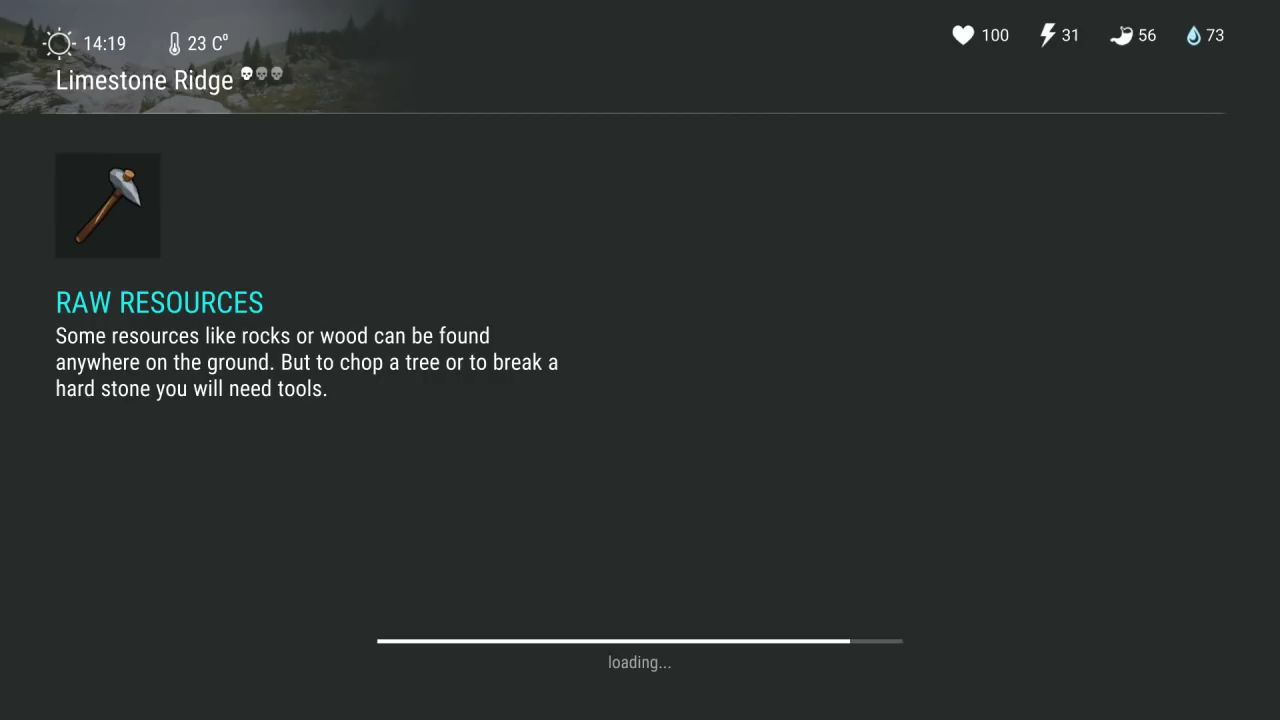 14:19
23 C°
100
31
56
73
Limestone Ridge
RAW RESOURCES
Some resources like rocks or wood can be found
anywhere on the ground. But to chop a tree or to break a
hard stone you will need tools.
loading...